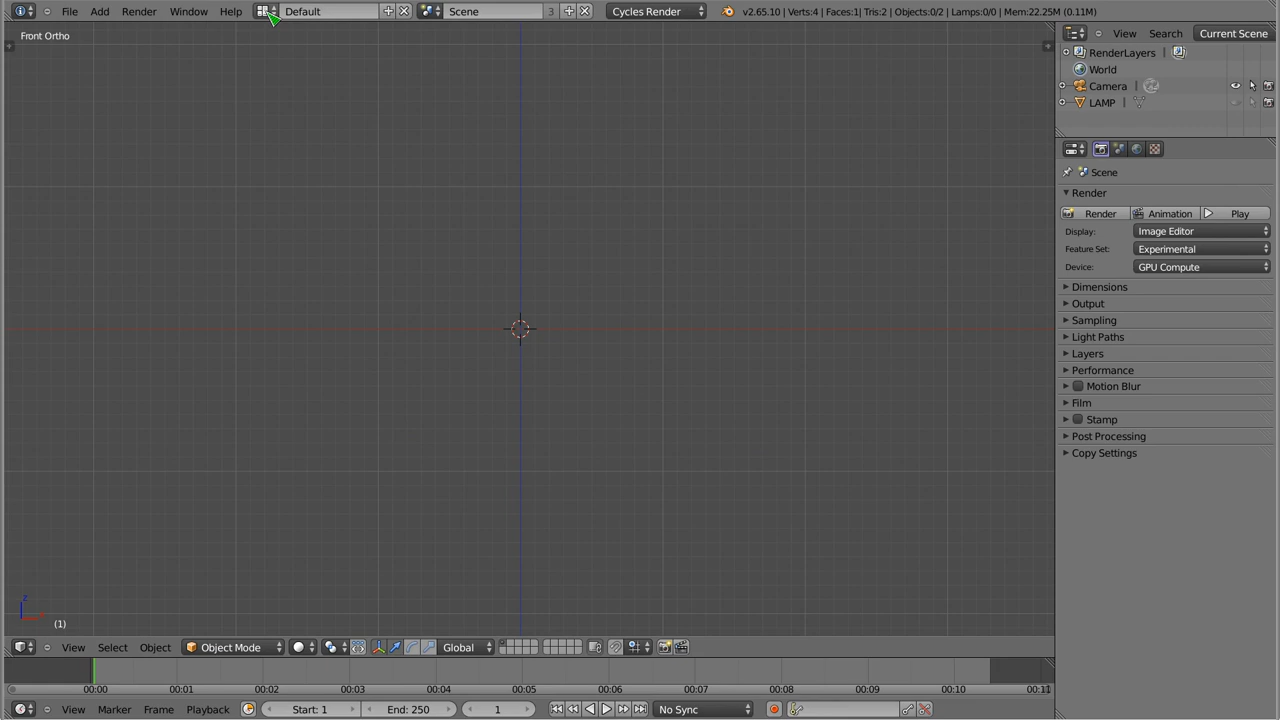 File Add Render Window Help Default Scene 3 Cycles Render v2.65.10 | Verts:4 | Faces:1| Tris:2 | Objects:0/2 | Lamps:0/0 | Mem:22.25M (0.11M)
Front Ortho
View Search Current Scene
RenderLayers |
World
Camera |
LAMP |
Scene
Render
Render Animation Play
Display: Image Editor
Feature Set: Experimental
Device: GPU Compute
Dimensions
Output
Sampling
Light Paths
Layers
Performance
Motion Blur
Film
Stamp
Post Processing
Copy Settings
z
(1)
View Select Object Object Mode Global
00:00 00:01 00:02 00:03 00:04 00:05 00:06 00:07 00:08 00:09 00:10 00:11
View Marker Frame Playback Start: 1 End: 250 1 No Sync